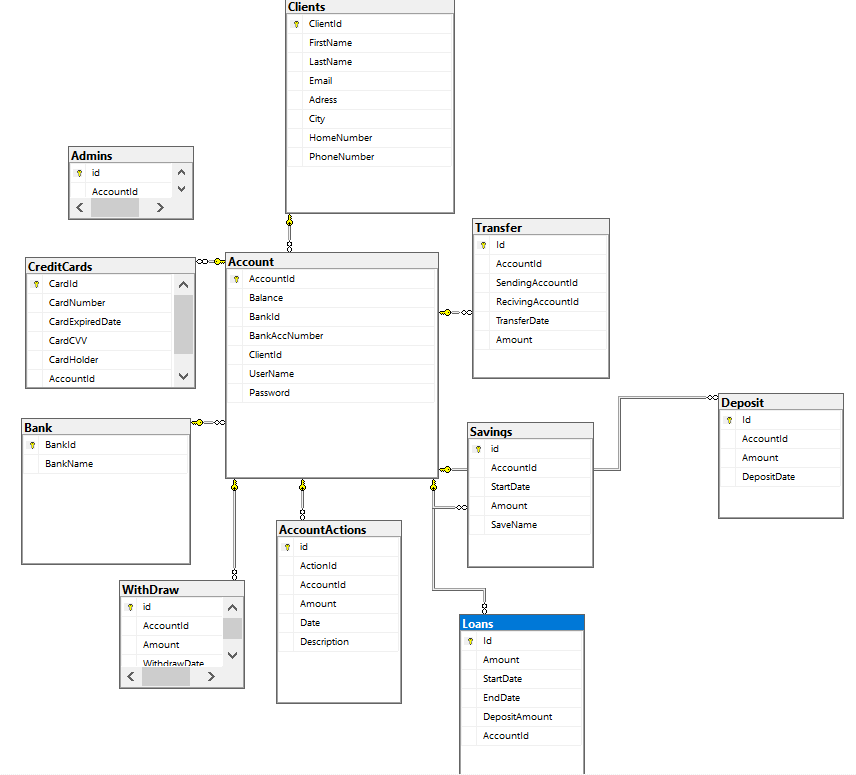 Clients
ClientId
FirstName
LastName
Email
Adress
City
HomeNumber
PhoneNumber
Admins
id
AccountId
Transfer
Id
AccountId
SendingAccountId
RecivingAccountId
TransferDate
Amount
CreditCards
CardId
CardNumber
CardExpiredDate
CardCVV
CardHolder
AccountId
Account
AccountId
Balance
BankId
BankAccNumber
ClientId
UserName
Password
Bank
BankId
BankName
Savings
id
AccountId
StartDate
Amount
SaveName
Deposit
Id
AccountId
Amount
DepositDate
AccountActions
id
ActionId
AccountId
Amount
Date
Description
WithDraw
id
AccountId
Amount
WithdrawDate
Loans
Id
Amount
StartDate
EndDate
DepositAmount
AccountId